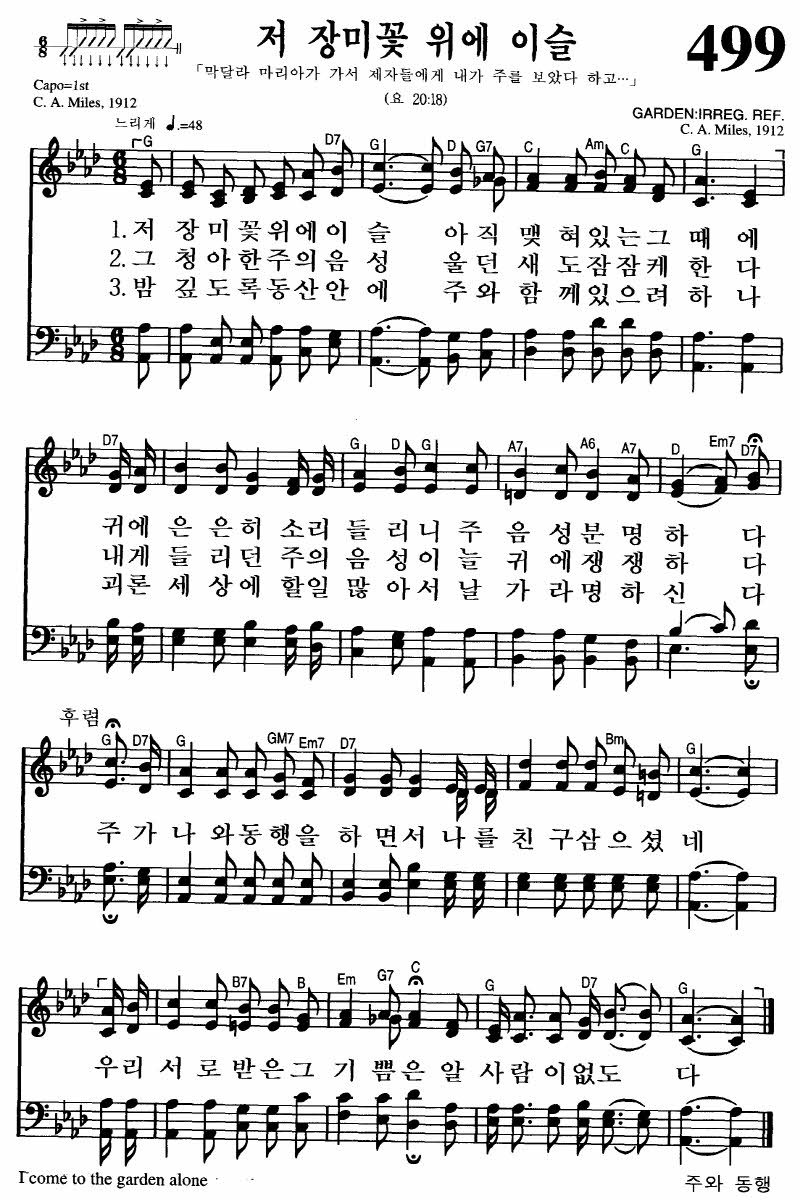 저 장미꽃 위에 이슬
499
「막달라 마리아가 가서 제자들에게 내가 주를 보았다 하고…」
(요 20:18)
6/8
Capo=1st
C. A. Miles, 1912
GARDEN:IRREG. REF.
C. A. Miles, 1912
느리게 ♩.=48
G D7 G D G7 C Am C G
1. 저 장미꽃위에이슬 아직 맺혀있는그때에
2. 그 청아한주의음성 울던 새도잠잠케한다
3. 밤 깊도록동산안에 주와 함께있으려하나
D7 G D G A7 A6 A7 D Em7 D7
귀에 은은히 소리 들리니 주 음성분명하다
내게 들리던 주의 음성이 늘 귀에쟁쟁하다
괴론 세상에 할일 많아서 날 가라명하신다
후렴
G D7 G GM7 Em7 D7 Bm G
주가 나와동행을 하면서 나를 친구삼으셨네
B7 B Em G7 C G D7 G
우리 서로받은그 기쁨은 알 사람이없도다
I come to the garden alone
주와 동행